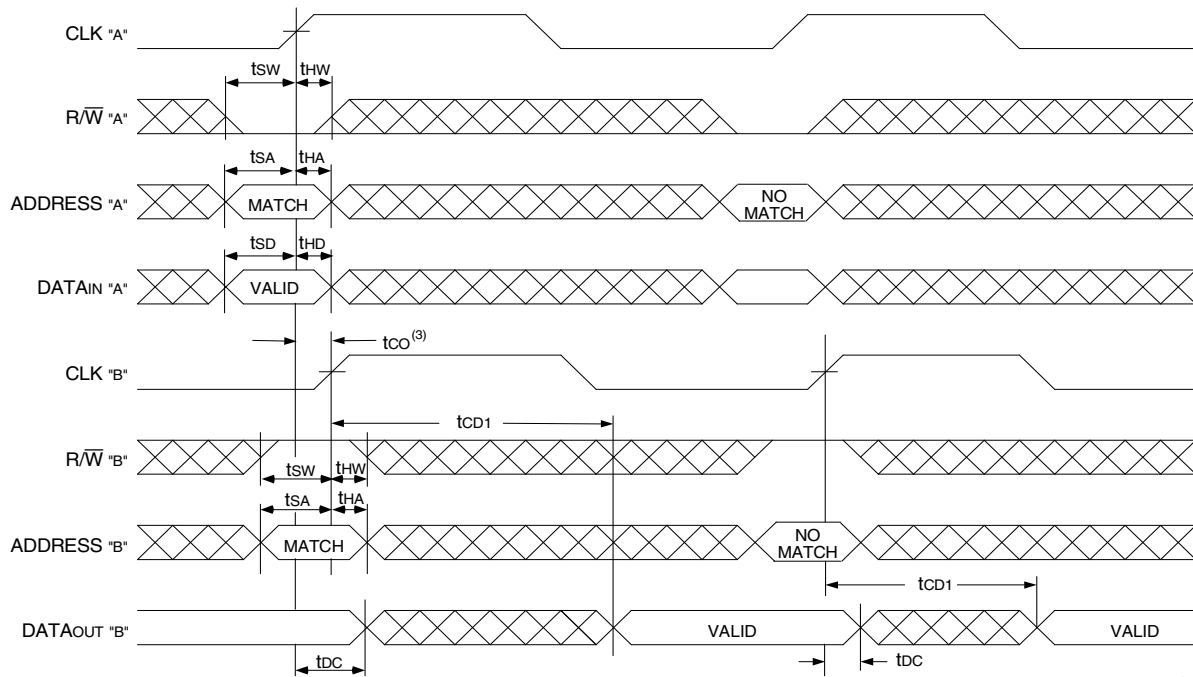 CLK "A"
tSW tHW
R/W̅ "A"
tSA tHA
ADDRESS "A" MATCH NO MATCH
tSD tHD
DATAIN "A" VALID
tCO(3)
CLK "B"
tCD1
R/W̅ "B"
tSW tHW
tSA tHA
ADDRESS "B" MATCH NO MATCH
tCD1
DATAOUT "B" VALID VALID
tDC tDC